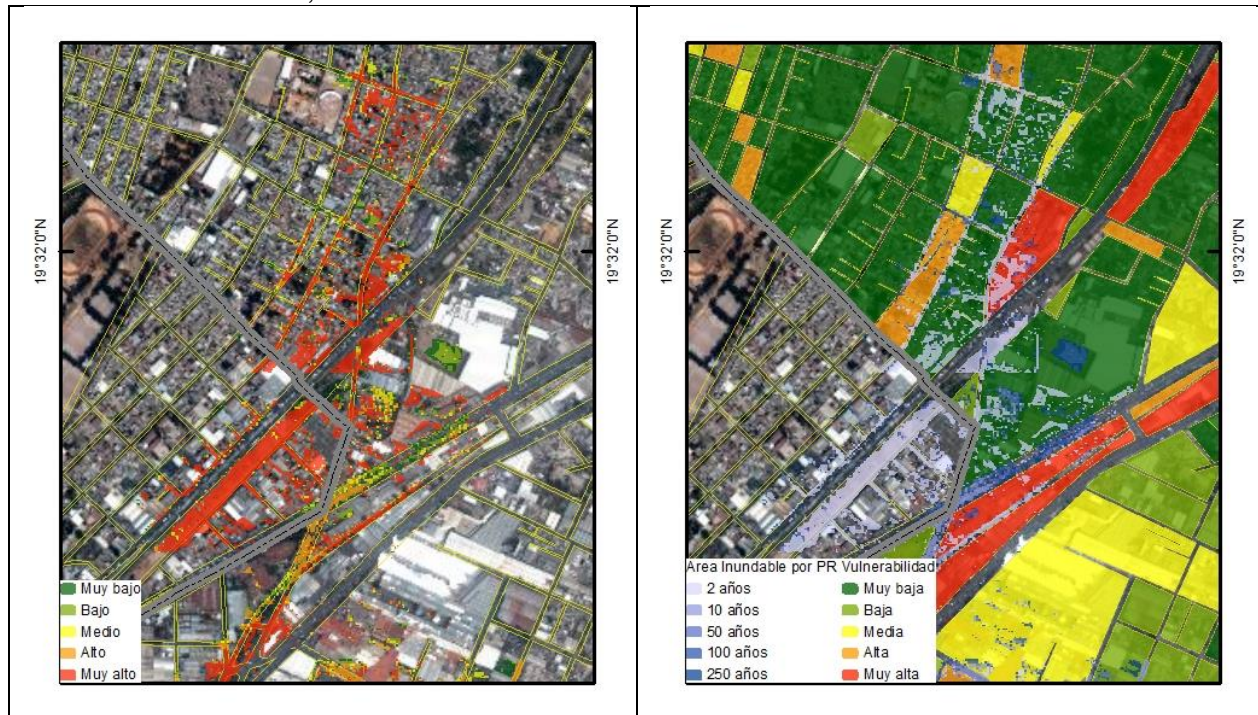 19°32'0"N
19°32'0"N
Muy bajo
Bajo
Medio
Alto
Muy alto
19°32'0"N
19°32'0"N
Area Inundable por PR Vulnerabilidad
2 años Muy baja
10 años Baja
50 años Media
100 años Alta
250 años Muy alta